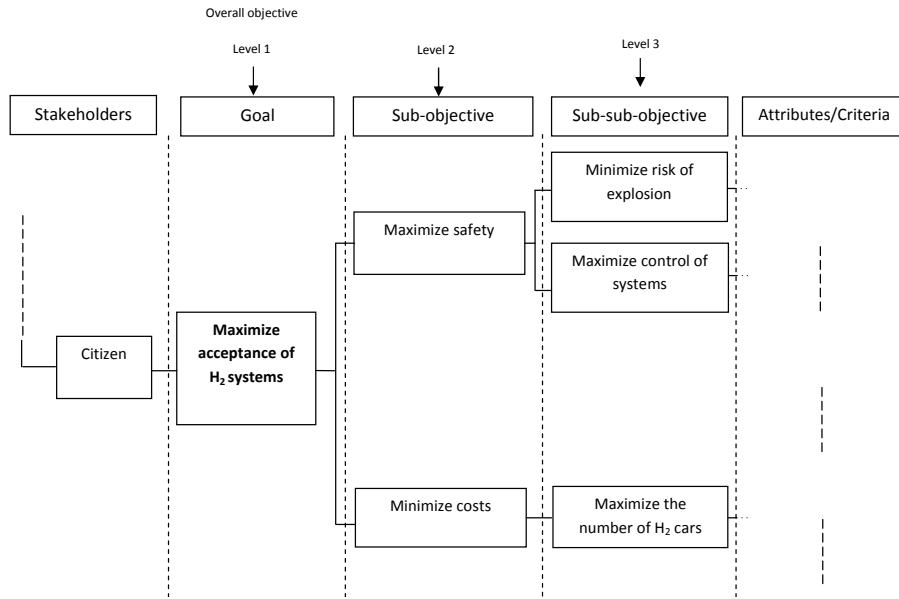 Overall objective
Level 1
Level 2
Level 3
Stakeholders
Goal
Sub-objective
Sub-sub-objective
Attributes/Criteria
Minimize risk of
explosion
Maximize safety
Maximize control of
systems
Maximize
acceptance of
H₂ systems
Citizen
Minimize costs
Maximize the
number of H₂ cars